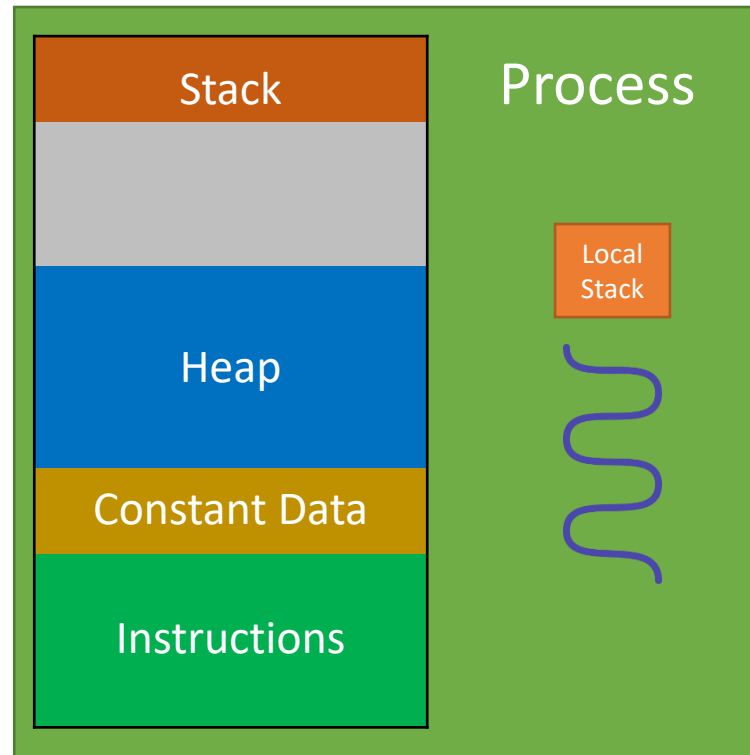 Stack
Process
Local
Stack
Heap
Constant Data
Instructions